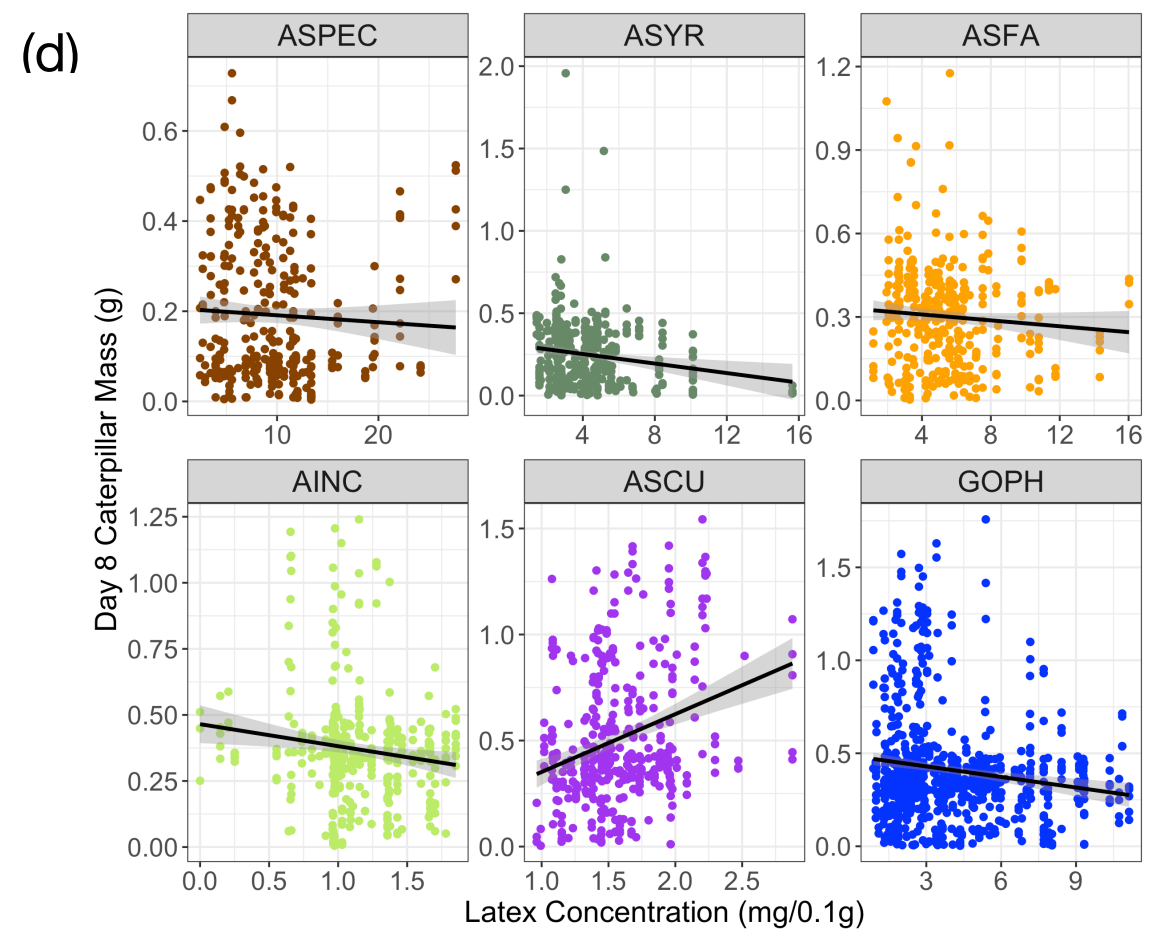 (d)
ASPEC ASYR ASFA
0.6
0.4
0.2
0.0
10 20
2.0
1.5
1.0
0.5
0.0
4 8 12 16
1.2
0.9
0.6
0.3
0.0
4 8 12 16
Day 8 Caterpillar Mass (g)
AINC ASCU GOPH
1.25
1.00
0.75
0.50
0.25
0.00
0.0 0.5 1.0 1.5
1.5
1.0
0.5
0.0
1.0 1.5 2.0 2.5
1.5
1.0
0.5
0.0
3 6 9
Latex Concentration (mg/0.1g)